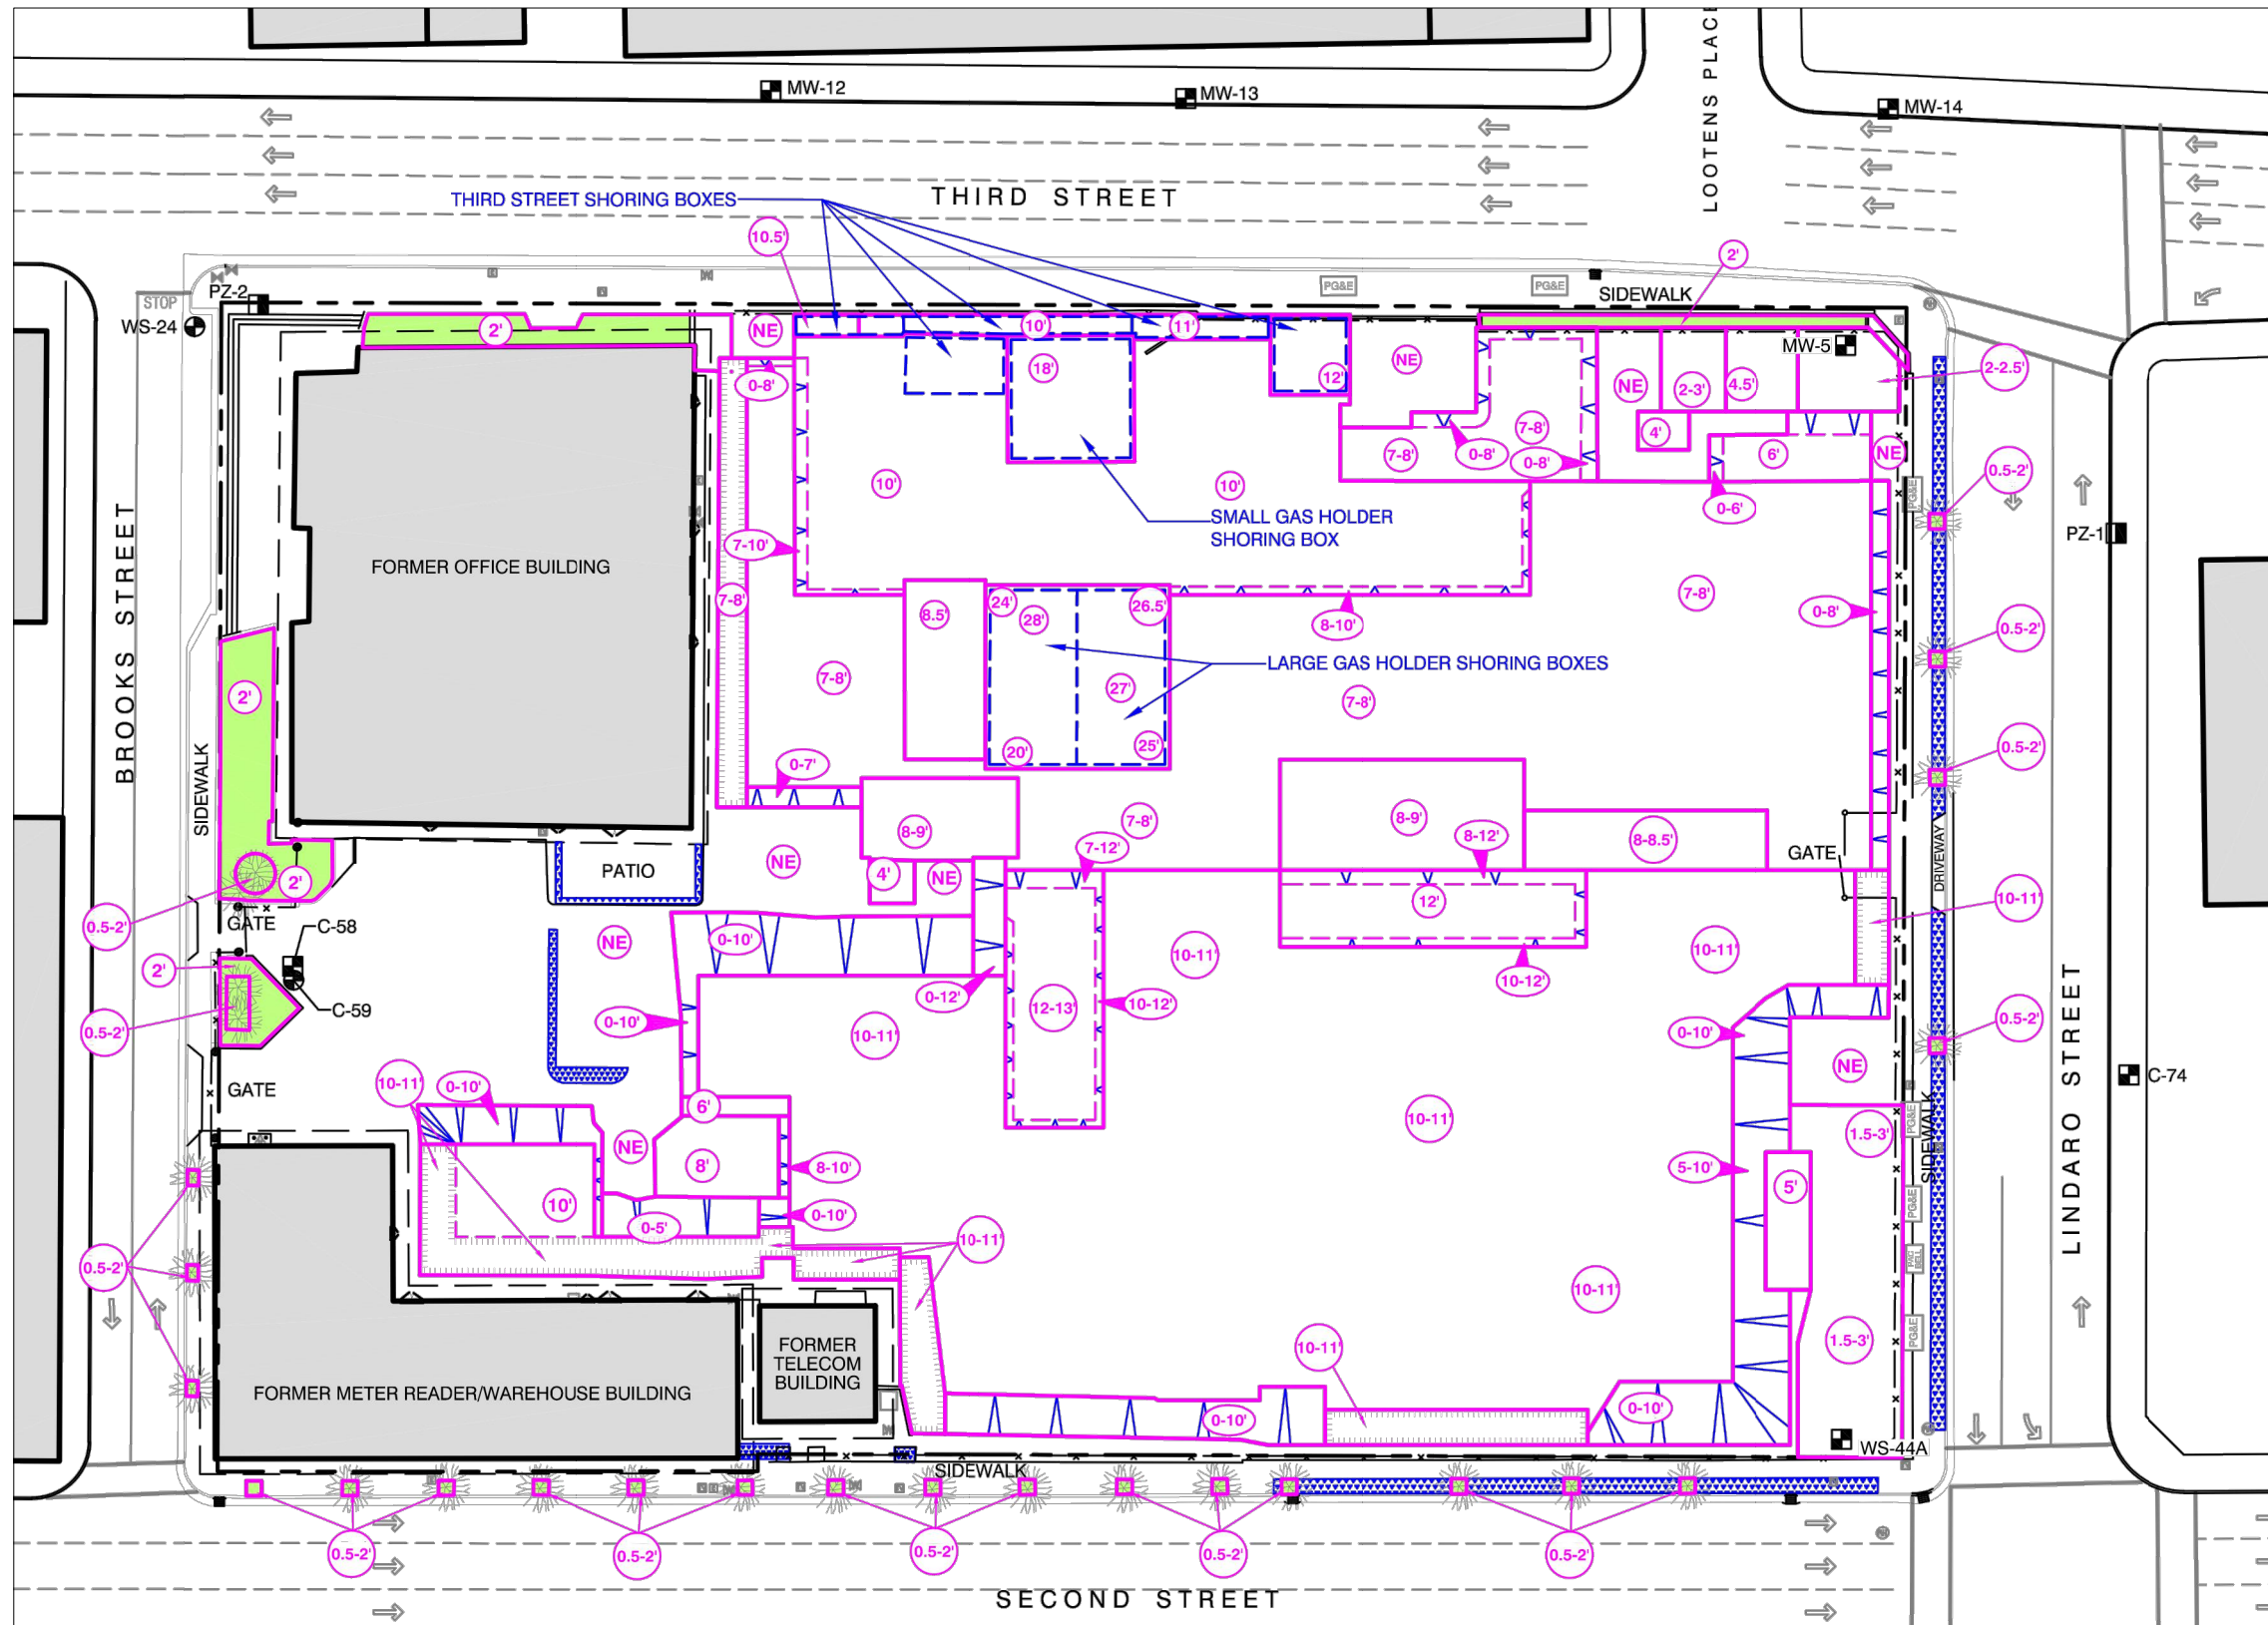 LOOTENS PLACE
MW-12
MW-13
MW-14
THIRD STREET SHORING BOXES
THIRD STREET
10.5'
2'
PG&E
PG&E
SIDEWALK
PZ-2
STOP
WS-24
2'
NE
10'
11'
MW-5
18'
12'
NE
NE
2-3'
4.5'
2-2.5'
0-8'
7-8'
4'
7-8'
0-8'
0-8'
6'
NE
0.5-2'
10'
10'
PG&E
0-6'
SMALL GAS HOLDER
SHORING BOX
PZ-1
7-10'
FORMER OFFICE BUILDING
BROOKS STREET
7-8'
8.5'
24'
28'
26.5'
8-10'
7-8'
0-8'
0.5-2'
LARGE GAS HOLDER SHORING BOXES
7-8'
27'
7-8'
2'
SIDEWALK
20'
25'
0.5-2'
0-7'
8-9'
7-8'
7-12'
8-9'
8-12'
8-8.5'
GATE
DRIVEWAY
NE
4'
NE
PATIO
2'
12'
10-11'
0.5-2'
GATE
C-58
NE
0-10'
10-11'
10-11'
2'
10-12'
0-12'
12-13'
10-12'
C-59
0.5-2'
0-10'
10-11'
0-10'
0.5-2'
NE
C-74
LINDARO STREET
GATE
10-11'
0-10'
6'
10-11'
PG&E
1.5-3'
SIDEWALK
NE
8'
8-10'
5-10'
5'
PG&E
10'
0-5'
0-10'
10-11'
PAC
BELL
0.5-2'
10-11'
PG&E
1.5-3'
10-11'
FORMER
TELECOM
BUILDING
FORMER METER READER/WAREHOUSE BUILDING
0-10'
0-10'
WS-44A
SIDEWALK
0.5-2'
0.5-2'
0.5-2'
0.5-2'
0.5-2'
SECOND STREET